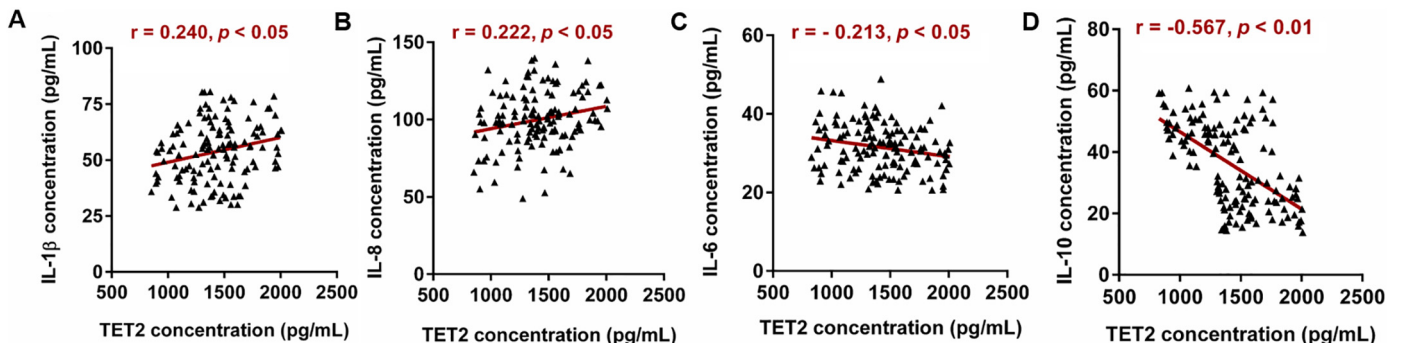 A
r = 0.240, p < 0.05
IL-1β concentration (pg/mL)
100
75
50
25
0
500 1000 1500 2000 2500
TET2 concentration (pg/mL)
B
r = 0.222, p < 0.05
IL-8 concentration (pg/mL)
150
100
50
0
500 1000 1500 2000 2500
TET2 concentration (pg/mL)
C
r = - 0.213, p < 0.05
IL-6 concentration (pg/mL)
60
40
20
0
500 1000 1500 2000 2500
TET2 concentration (pg/mL)
D
r = -0.567, p < 0.01
IL-10 concentration (pg/mL)
80
60
40
20
0
500 1000 1500 2000 2500
TET2 concentration (pg/mL)